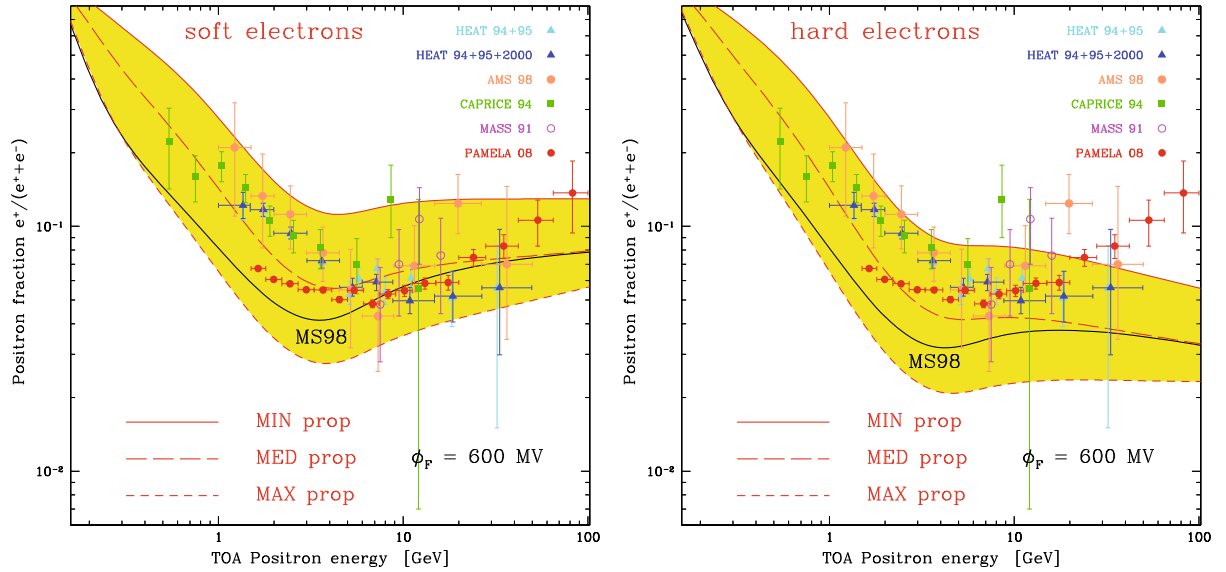 soft electrons
HEAT 94+95
HEAT 94+95+2000
AMS 98
CAPRICE 94
MASS 91
PAMELA 08
MS98
MIN prop
MED prop
MAX prop
ϕF = 600 MV
Positron fraction e⁺/(e⁺+e⁻)
10⁻¹
10⁻²
1
10
100
TOA Positron energy [GeV]
hard electrons
HEAT 94+95
HEAT 94+95+2000
AMS 98
CAPRICE 94
MASS 91
PAMELA 08
MS98
MIN prop
MED prop
MAX prop
ϕF = 600 MV
Positron fraction e⁺/(e⁺+e⁻)
10⁻¹
10⁻²
1
10
100
TOA Positron energy [GeV]